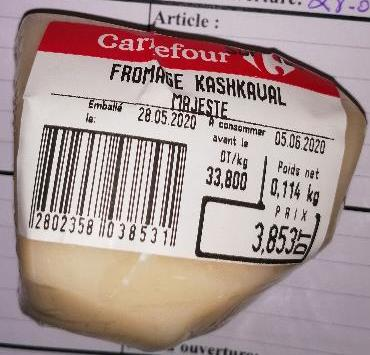 Article :
Carrefour
FROMAGE KASHKAVAL
MAJESTE
Emballé le: 28.05.2020 A consommer avant le 05.06.2020
DT/kg Poids net
33,800 0,114 kg
PRIX
3,853 DT
2802358 038531